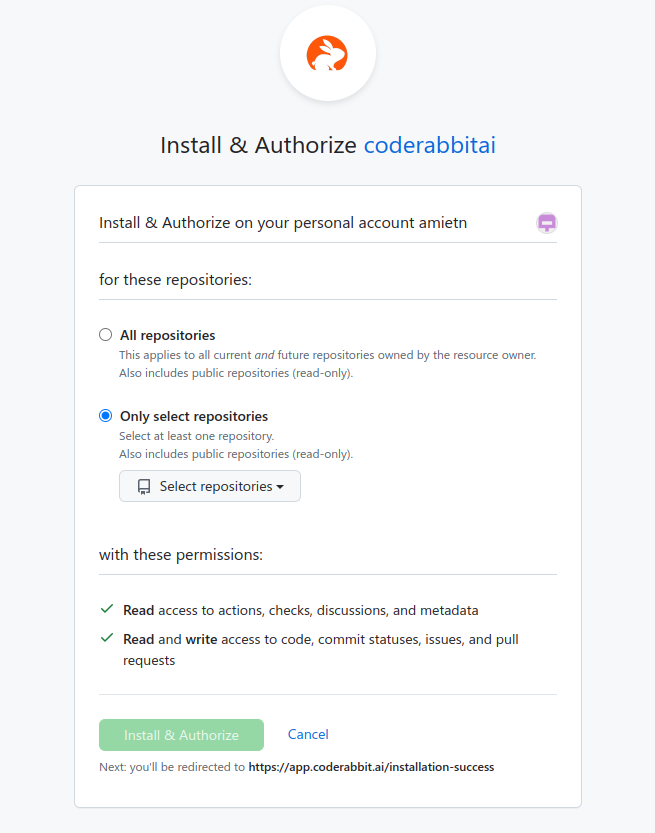 Install & Authorize coderabbitai
Install & Authorize on your personal account amietn
for these repositories:
All repositories
This applies to all current and future repositories owned by the resource owner.
Also includes public repositories (read-only).
Only select repositories
Select at least one repository.
Also includes public repositories (read-only).
Select repositories
with these permissions:
Read access to actions, checks, discussions, and metadata
Read and write access to code, commit statuses, issues, and pull
requests
Install & Authorize Cancel
Next: you'll be redirected to https://app.coderabbit.ai/installation-success